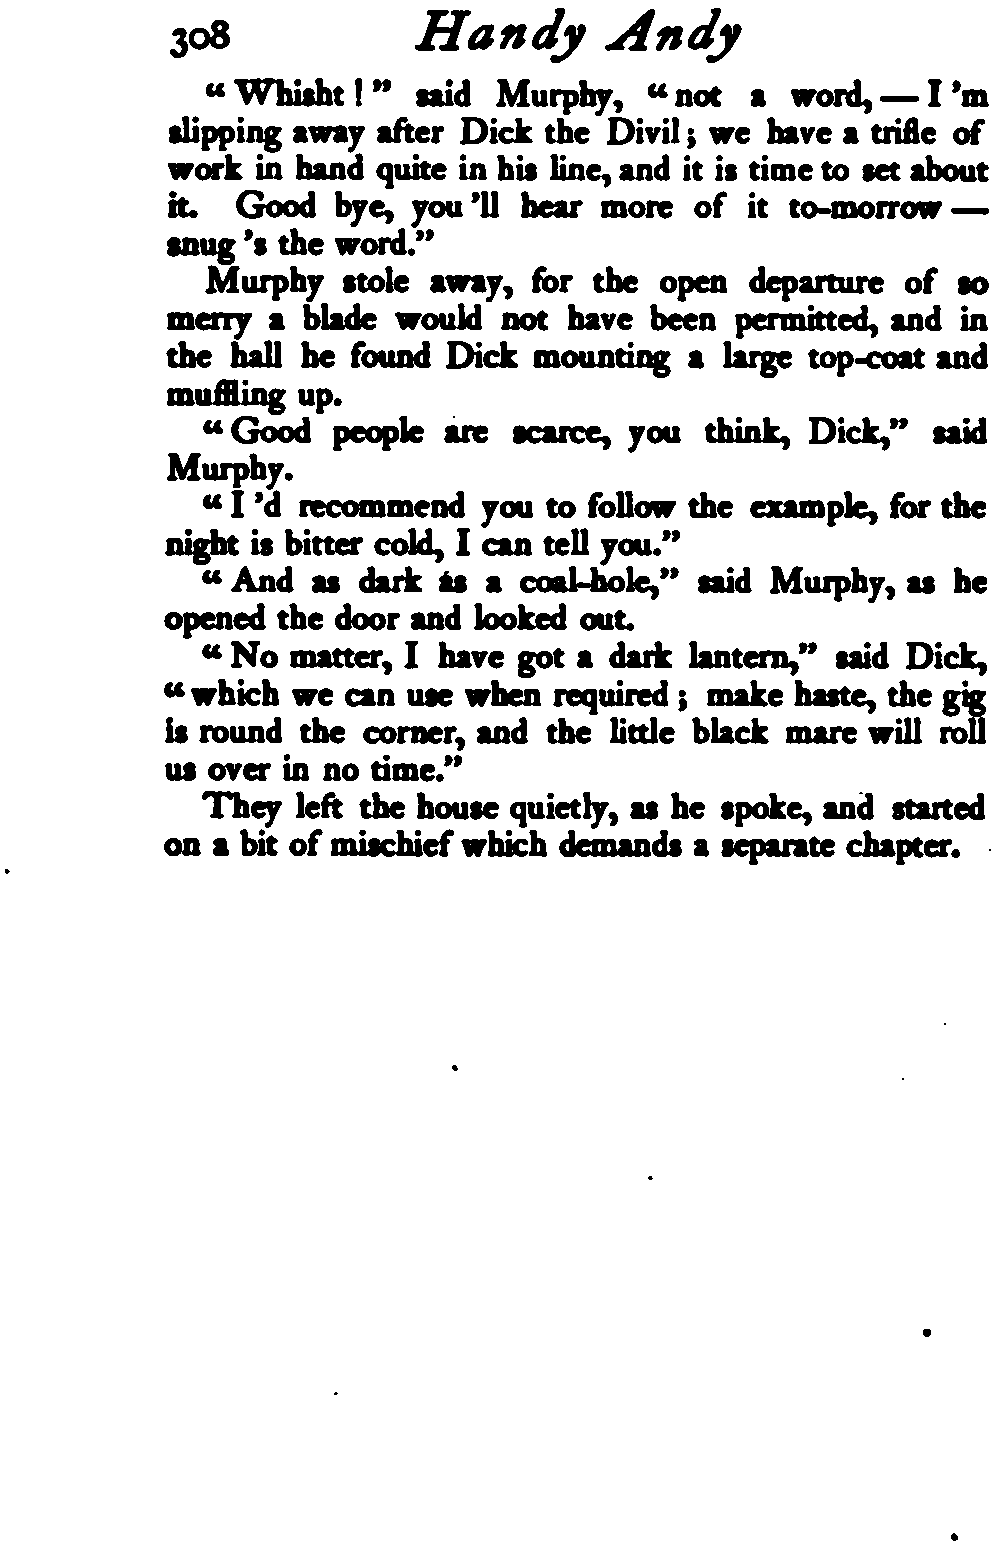 308 Handy Andy
“ Whisht ! ” said Murphy, “ not a word, — I ’m
slipping away after Dick the Divil ; we have a trifle of
work in hand quite in his line, and it is time to set about
it. Good bye, you ’ll hear more of it to-morrow —
snug ’s the word.”
Murphy stole away, for the open departure of so
merry a blade would not have been permitted, and in
the hall he found Dick mounting a large top-coat and
muffling up.
“ Good people are scarce, you think, Dick,” said
Murphy.
“ I ’d recommend you to follow the example, for the
night is bitter cold, I can tell you.”
“ And as dark as a coal-hole,” said Murphy, as he
opened the door and looked out.
“ No matter, I have got a dark lantern,” said Dick,
“ which we can use when required ; make haste, the gig
is round the corner, and the little black mare will roll
us over in no time.”
They left the house quietly, as he spoke, and started
on a bit of mischief which demands a separate chapter.